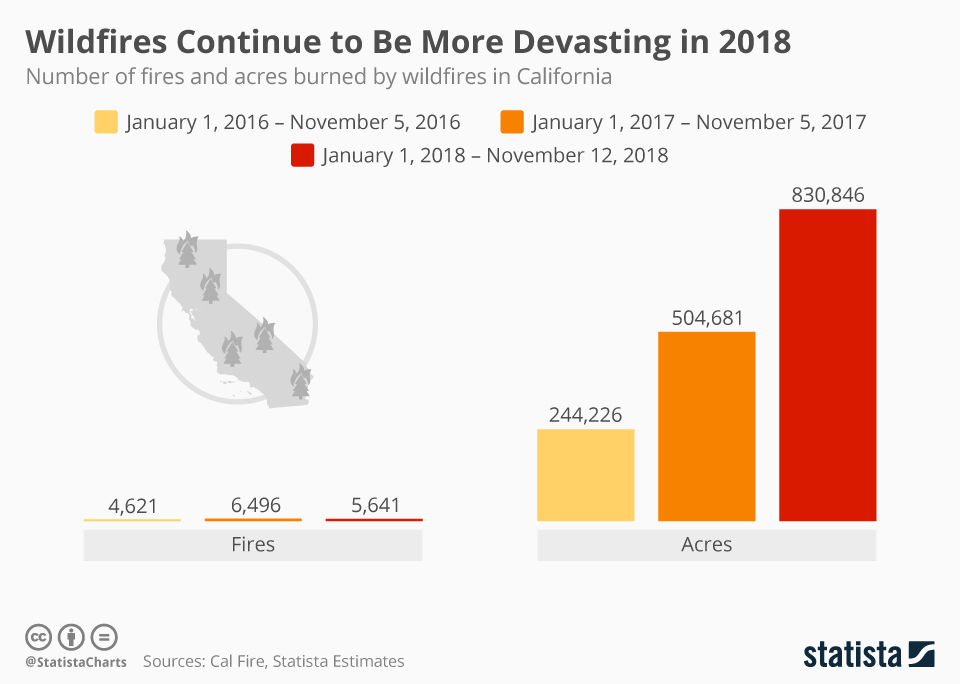 Wildfires Continue to Be More Devasting in 2018
Number of fires and acres burned by wildfires in California
January 1, 2016 – November 5, 2016
January 1, 2017 – November 5, 2017
January 1, 2018 – November 12, 2018
830,846
504,681
244,226
4,621
6,496
5,641
Fires
Acres
cc
=
@StatistaCharts
Sources: Cal Fire, Statista Estimates
statista